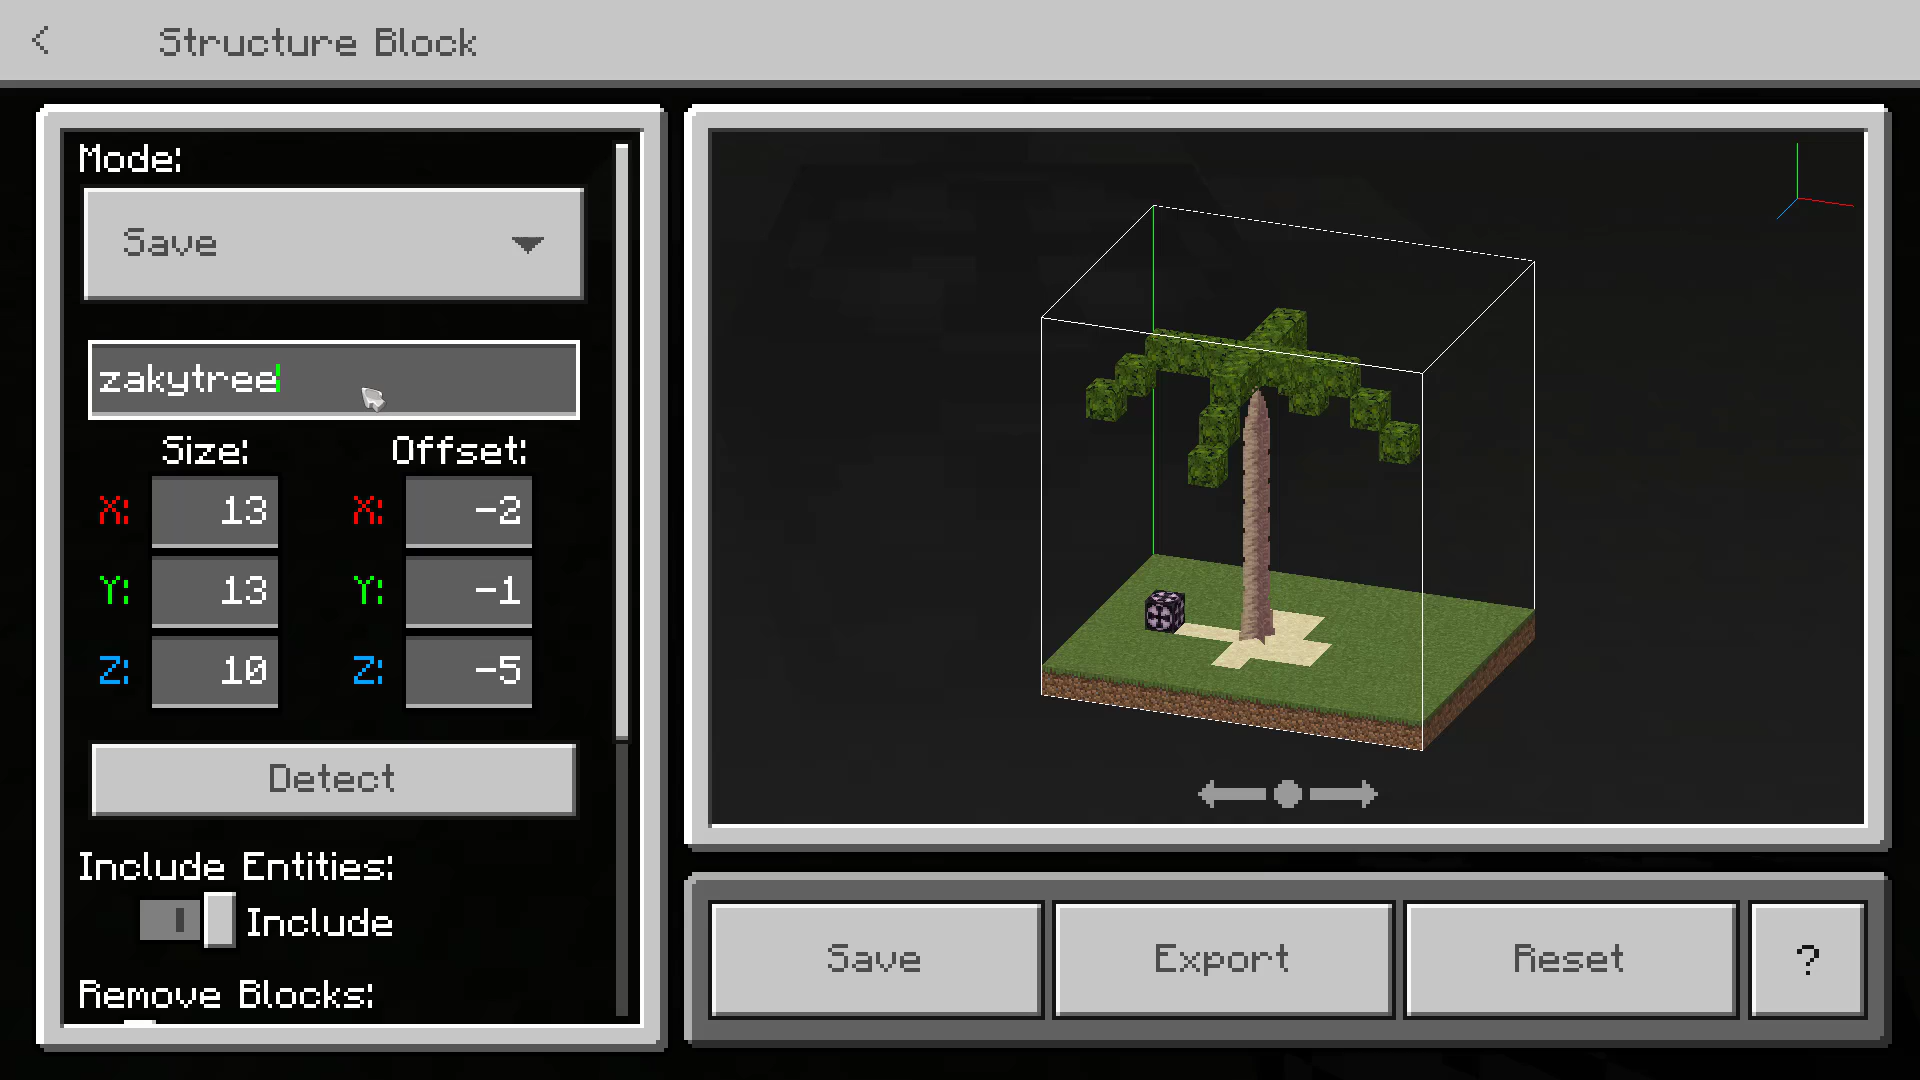 Structure Block
Mode:
Save
zakytree
Size: Offset:
X: 13 X: -2
Y: 13 Y: -1
Z: 10 Z: -5
Detect
Include Entities:
Include
Remove Blocks:
Save Export Reset ?